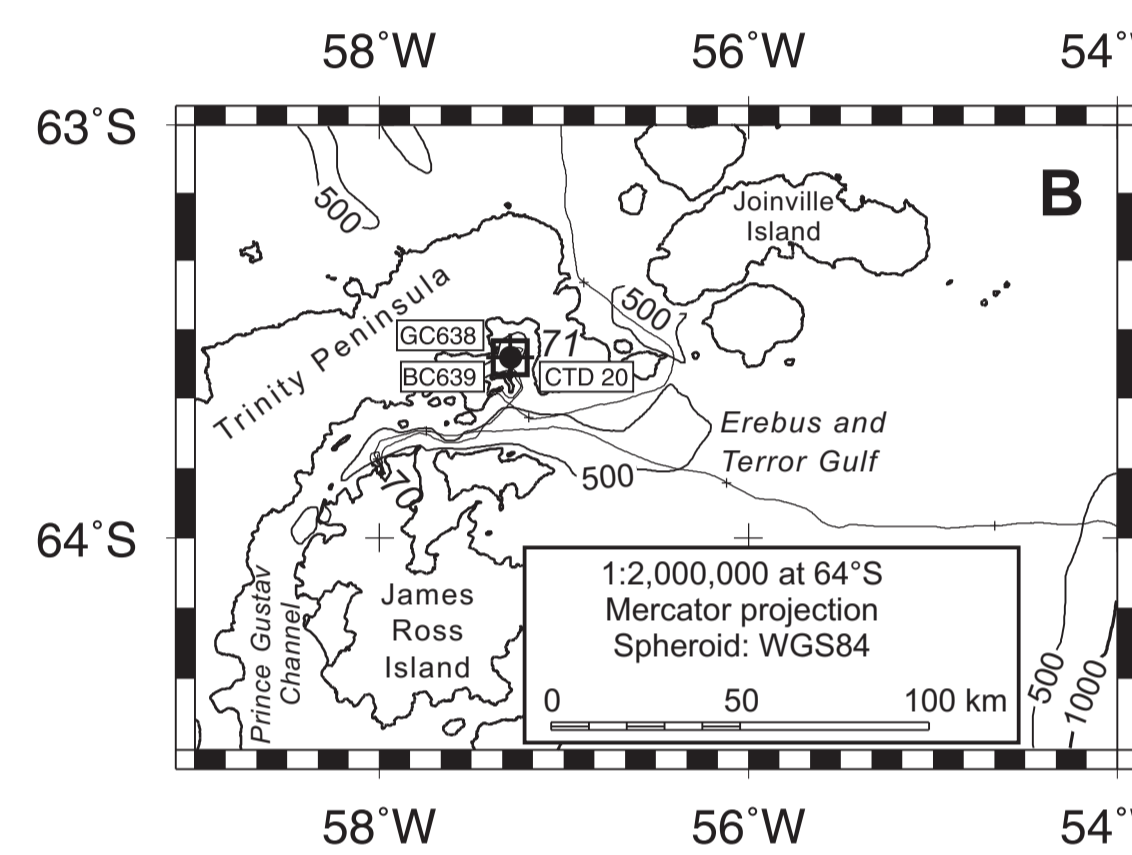 58°W
56°W
54°
63°S
B
500
Joinville
Island
Trinity Peninsula
500
GC638
71
BC639
CTD 20
Erebus and
Terror Gulf
500
70
64°S
1:2,000,000 at 64°S
Mercator projection
Spheroid: WGS84
0
50
100 km
James
Ross
Island
Prince Gustav
Channel
500
1000
58°W
56°W
54°